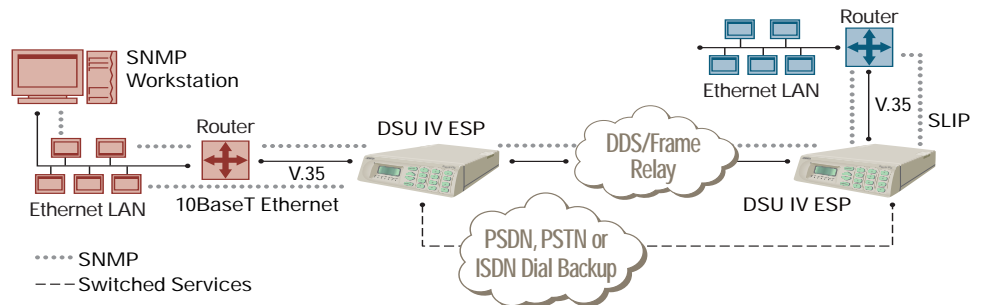 SNMP
Workstation
Router
V.35
Ethernet LAN
10BaseT Ethernet
DSU IV ESP
DDS/Frame
Relay
Router
Ethernet LAN
V.35
SLIP
DSU IV ESP
PSDN, PSTN or
ISDN Dial Backup
SNMP
Switched Services